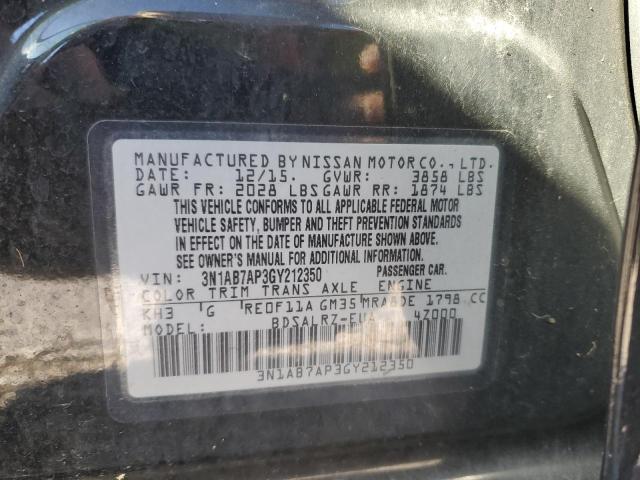 MANUFACTURED BY NISSAN MOTOR CO., LTD.
DATE: 12/15. GVWR: 3858 LBS
GAWR FR: 2028 LBS GAWR RR: 1874 LBS
THIS VEHICLE CONFORMS TO ALL APPLICABLE FEDERAL MOTOR
VEHICLE SAFETY, BUMPER AND THEFT PREVENTION STANDARDS
IN EFFECT ON THE DATE OF MANUFACTURE SHOWN ABOVE.
SEE OWNER'S MANUAL FOR ADDITIONAL INFORMATION.
VIN: 3N1AB7AP3GY212350 PASSENGER CAR.
COLOR TRIM TRANS AXLE ENGINE
KH3 G RE0F11A GM35 MRA8DE 1798 CC
MODEL: BDSALRZ-EUA 4Z000
3N1AB7AP3GY212350